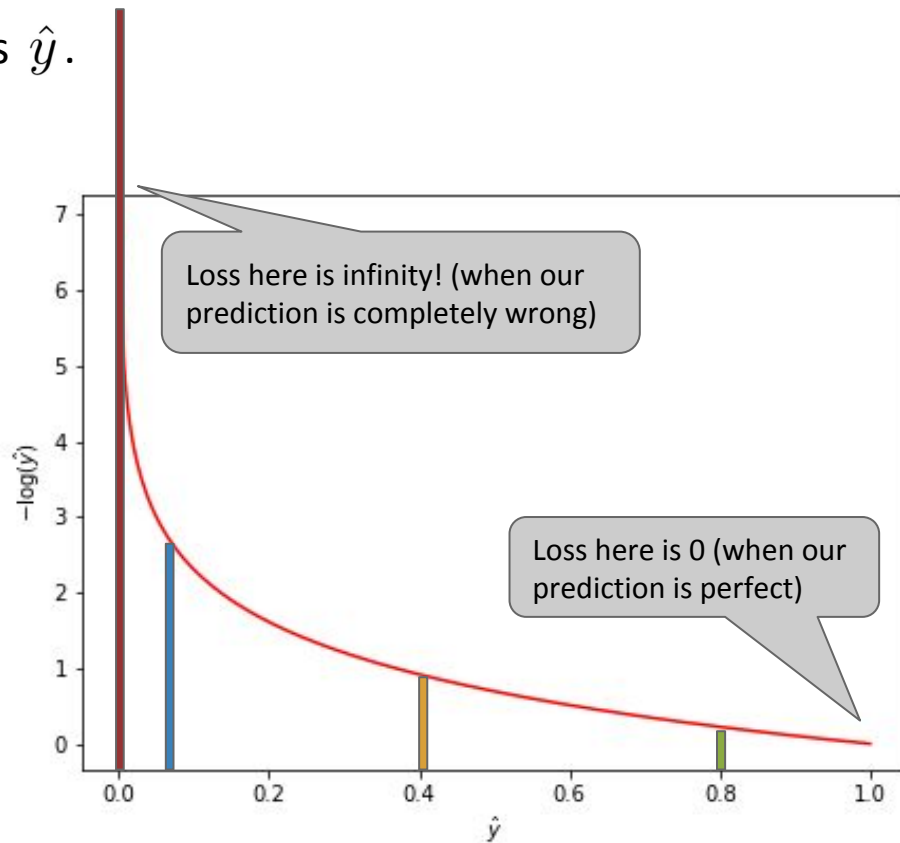 s ŷ.
7
Loss here is infinity! (when our
prediction is completely wrong)
6
5
4
−log(ŷ)
3
Loss here is 0 (when our
prediction is perfect)
2
1
0
0.0 0.2 0.4 0.6 0.8 1.0
ŷ